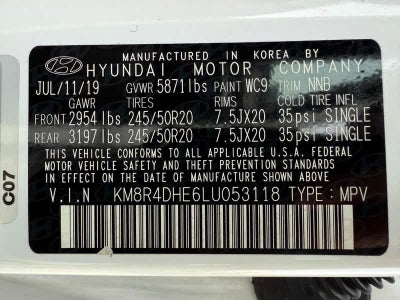 MANUFACTURED IN KOREA BY
HYUNDAI MOTOR COMPANY
JUL/11/19 GVWR 5871lbs PAINT WC9 TRIM NNB
GAWR TIRES RIMS COLD TIRE INFL
FRONT 2954 lbs 245/50R20 7.5JX20 35psi SINGLE
REAR 3197 lbs 245/50R20 7.5JX20 35psi SINGLE
THIS VEHICLE CONFORMS TO ALL APPLICABLE U.S.A. FEDERAL
MOTOR VEHICLE SAFETY AND THEFT PREVENTION STANDARDS
IN EFFECT ON THE DATE OF MANUFACTURE SHOWN ABOVE.
V.I.N KM8R4DHE6LU053118 TYPE: MPV
C07